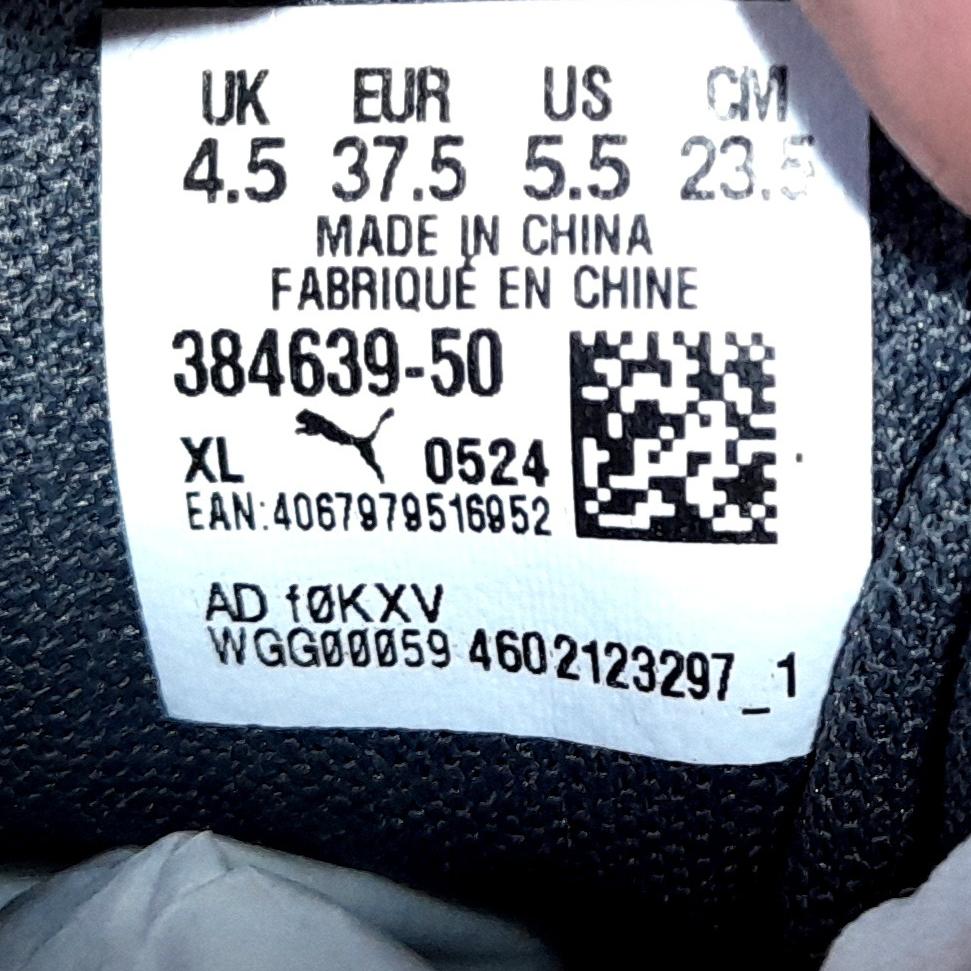 UK EUR US CM
4.5 37.5 5.5 23.5
MADE IN CHINA
FABRIQUÉ EN CHINE
384639-50
XL 0524
EAN:4067979516952
AD f0KXV
WGG00059 4602123297_1